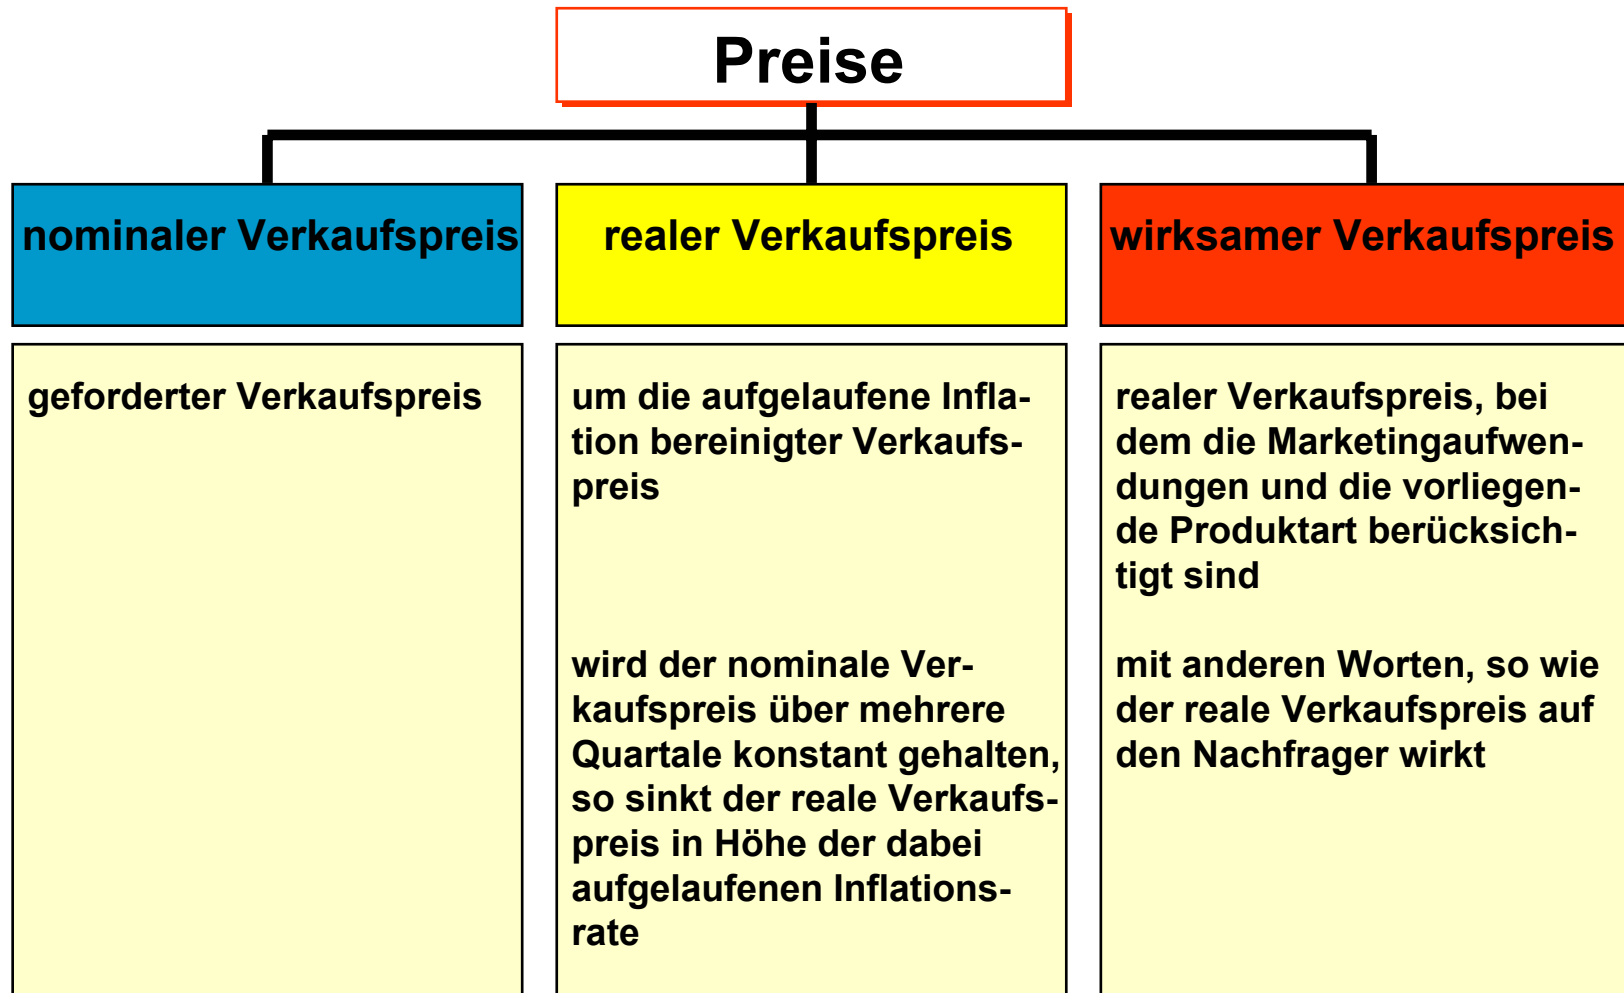 Preise
nominaler Verkaufspreis
realer Verkaufspreis
wirksamer Verkaufspreis
geforderter Verkaufspreis
um die aufgelaufene Infla-
tion bereinigter Verkaufs-
preis
wird der nominale Ver-
kaufspreis über mehrere
Quartale konstant gehalten,
so sinkt der reale Verkaufs-
preis in Höhe der dabei
aufgelaufenen Inflations-
rate
realer Verkaufspreis, bei
dem die Marketingaufwen-
dungen und die vorliegen-
de Produktart berücksich-
tigt sind
mit anderen Worten, so wie
der reale Verkaufspreis auf
den Nachfrager wirkt